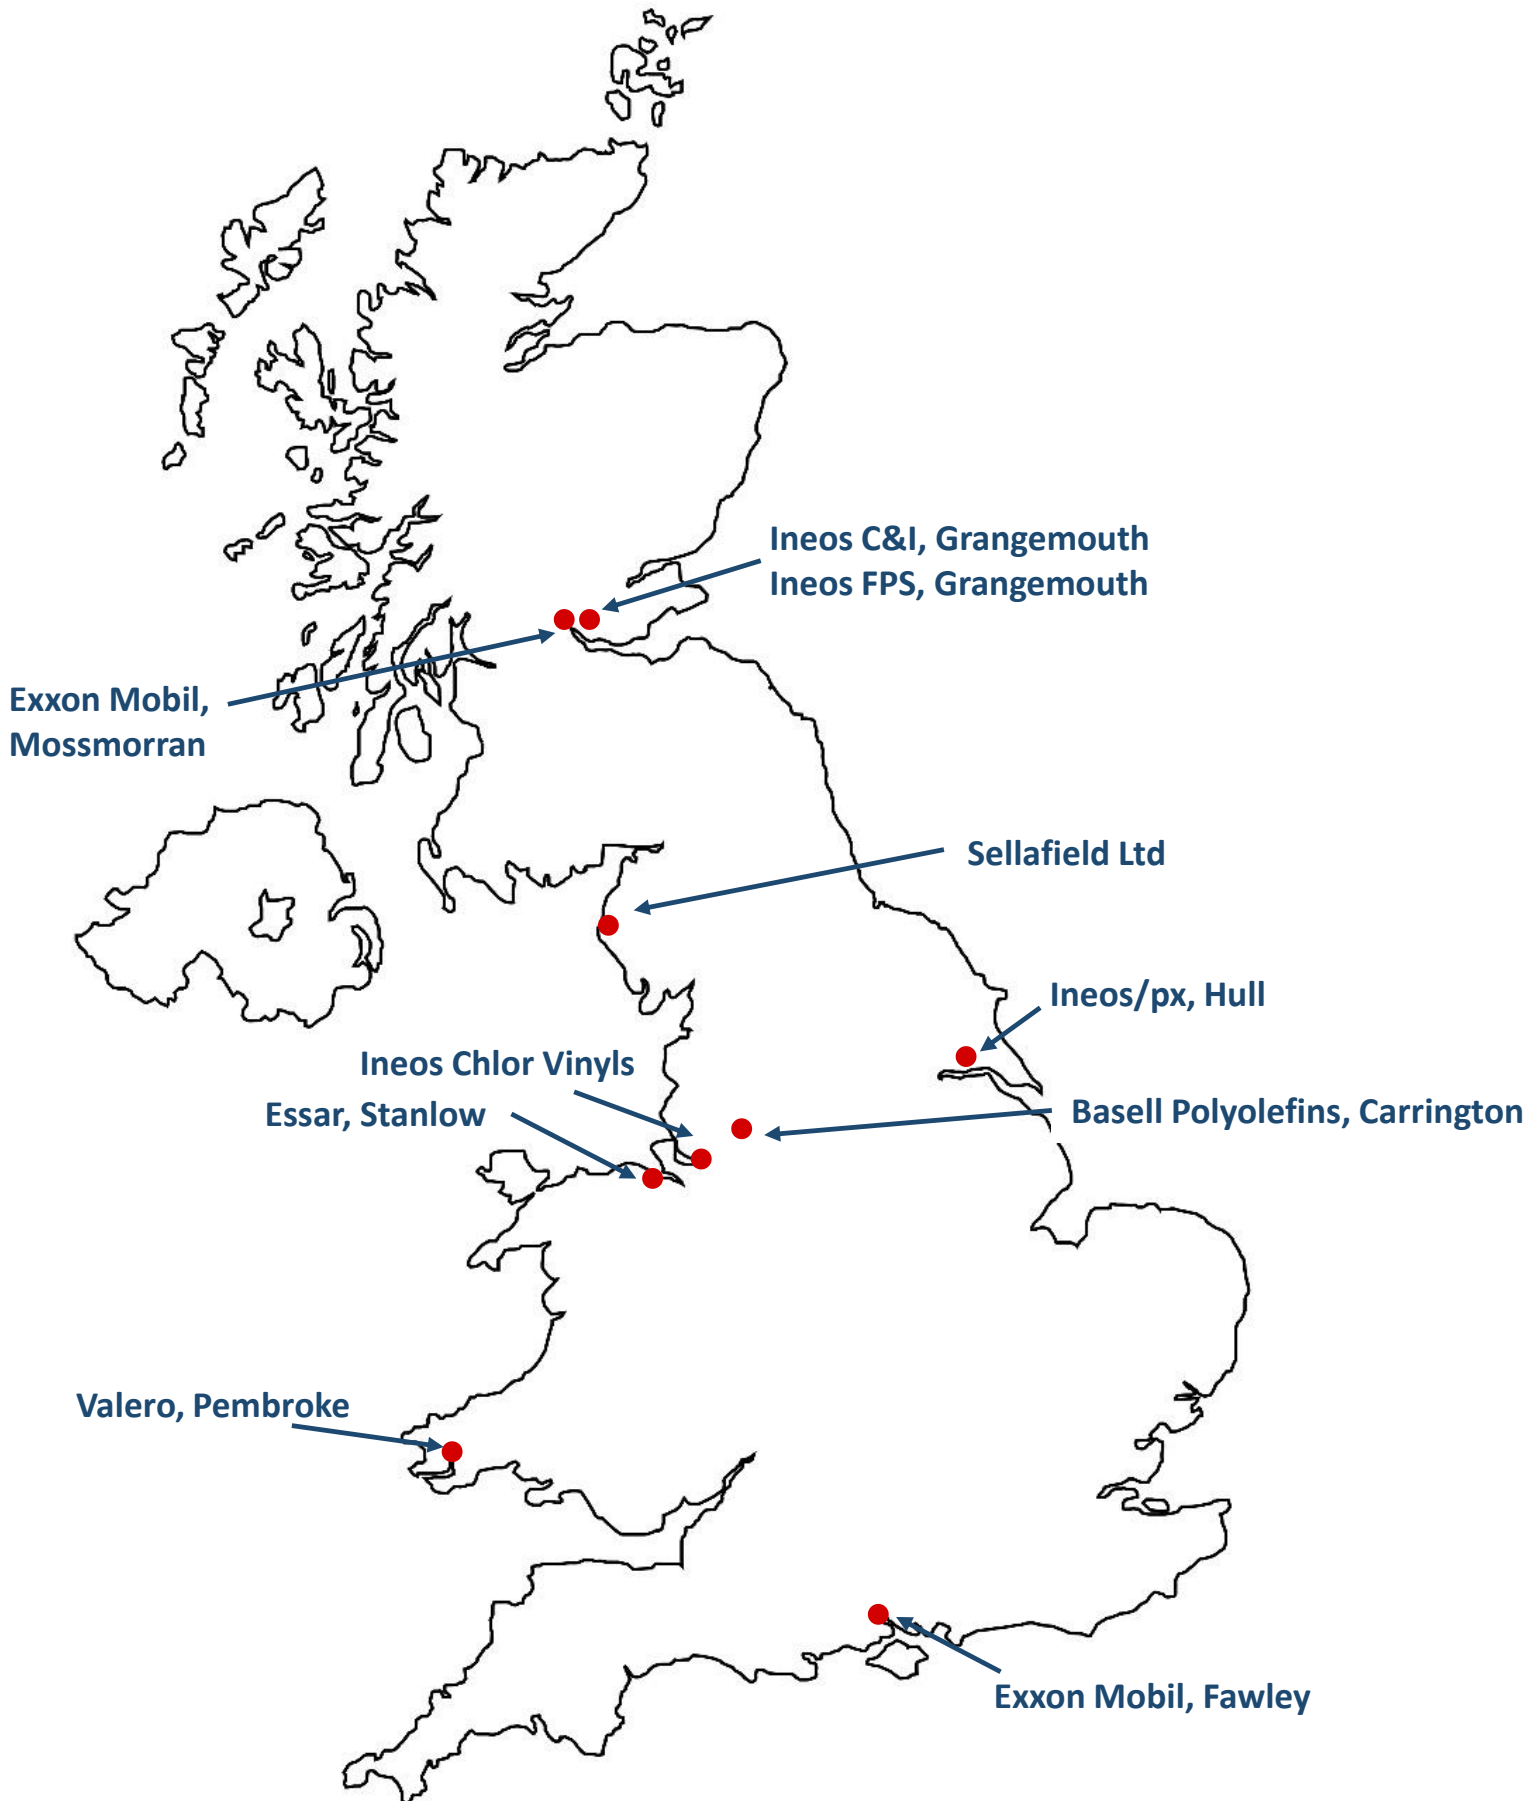 Ineos C&I, Grangemouth
Ineos FPS, Grangemouth
Exxon Mobil,
Mossmorran
Sellafield Ltd
Ineos/px, Hull
Ineos Chlor Vinyls
Essar, Stanlow
Basell Polyolefins, Carrington
Valero, Pembroke
Exxon Mobil, Fawley